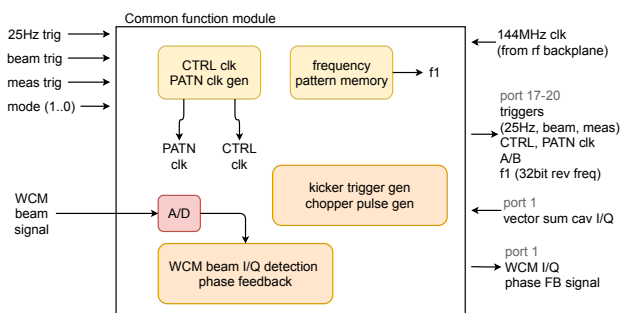 Common function module
25Hz trig
beam trig
meas trig
mode (1..0)
CTRL clk
PATN clk gen
frequency
pattern memory
f1
PATN
clk
CTRL
clk
144MHz clk
(from rf backplane)
port 17-20
triggers
(25Hz, beam, meas)
CTRL, PATN clk
A/B
f1 (32bit rev freq)
kicker trigger gen
chopper pulse gen
WCM
beam
signal
A/D
port 1
vector sum cav I/Q
WCM beam I/Q detection
phase feedback
port 1
WCM I/Q
phase FB signal